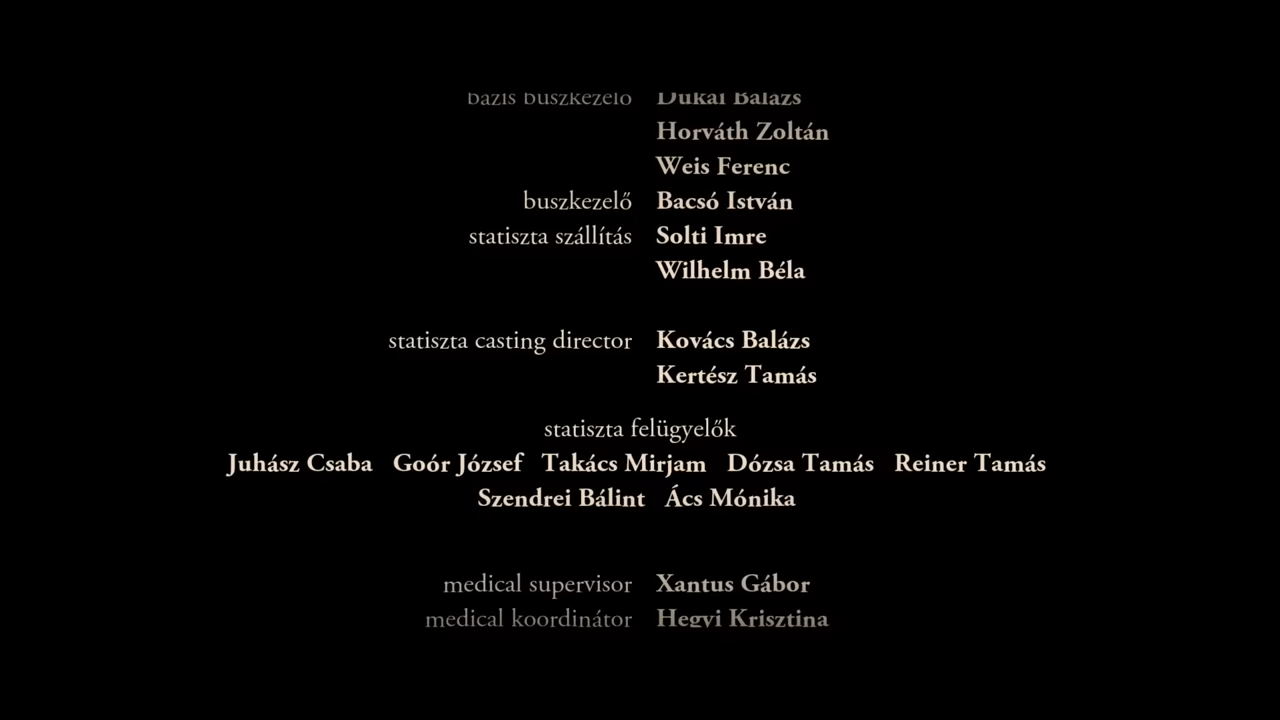 bázis buszkezelő Dukai Balázs
Horváth Zoltán
Weis Ferenc
buszkezelő Bacsó István
statiszta szállítás Solti Imre
Wilhelm Béla
statiszta casting director Kovács Balázs
Kertész Tamás
statiszta felügyelők
Juhász Csaba Goór József Takács Mirjam Dózsa Tamás Reiner Tamás
Szendrei Bálint Ács Mónika
medical supervisor Xantus Gábor
medical koordinátor Hegyi Krisztina